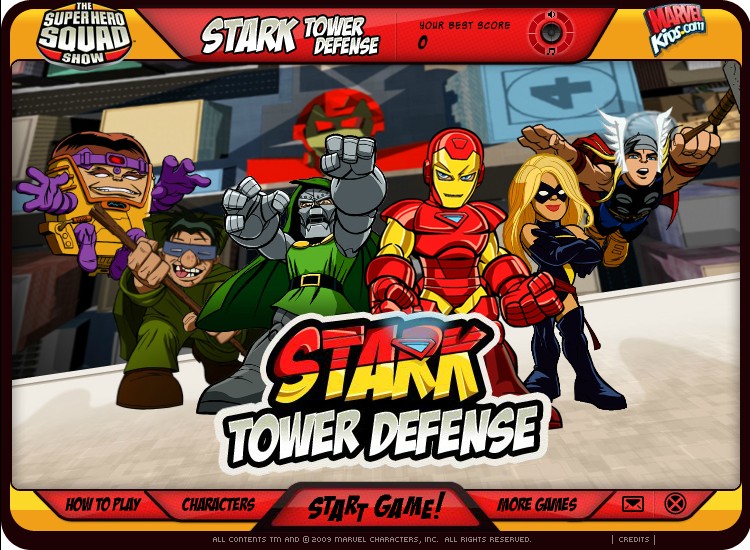 THE
SUPER HERO
SQUAD
SHOW
STARK TOWER
DEFENSE
YOUR BEST SCORE
0
MARVEL
Kids.com
4
STARK
TOWER DEFENSE
HOW TO PLAY
CHARACTERS
START GAME!
MORE GAMES
ALL CONTENTS TM AND © 2009 MARVEL CHARACTERS, INC. ALL RIGHTS RESERVED.
| CREDITS |